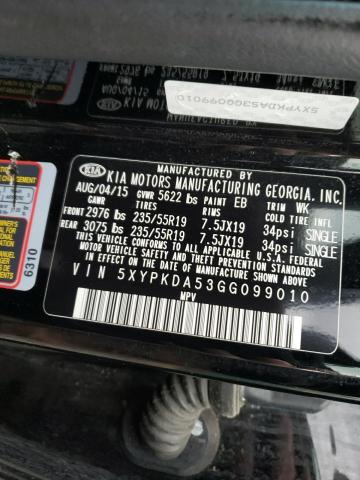 MANUFACTURED BY
KIA KIA MOTORS MANUFACTURING GEORGIA, INC.
AUG/04/15 GVWR 5622 lbs PAINT EB TRIM WK
GAWR TIRES RIMS COLD TIRE INFL
FRONT 2976 lbs 235/55R19 7.5JX19 34psi SINGLE
REAR 3075 lbs 235/55R19 7.5JX19 34psi SINGLE
THIS VEHICLE CONFORMS TO ALL APPLICABLE U.S.A. FEDERAL
MOTOR VEHICLE SAFETY AND THEFT PREVENTION STANDARDS
IN EFFECT ON THE DATE OF MANUFACTURE SHOWN ABOVE.
VIN 5XYPKDA53GG099010
MPV
6310
5XYPKDA53GG099010